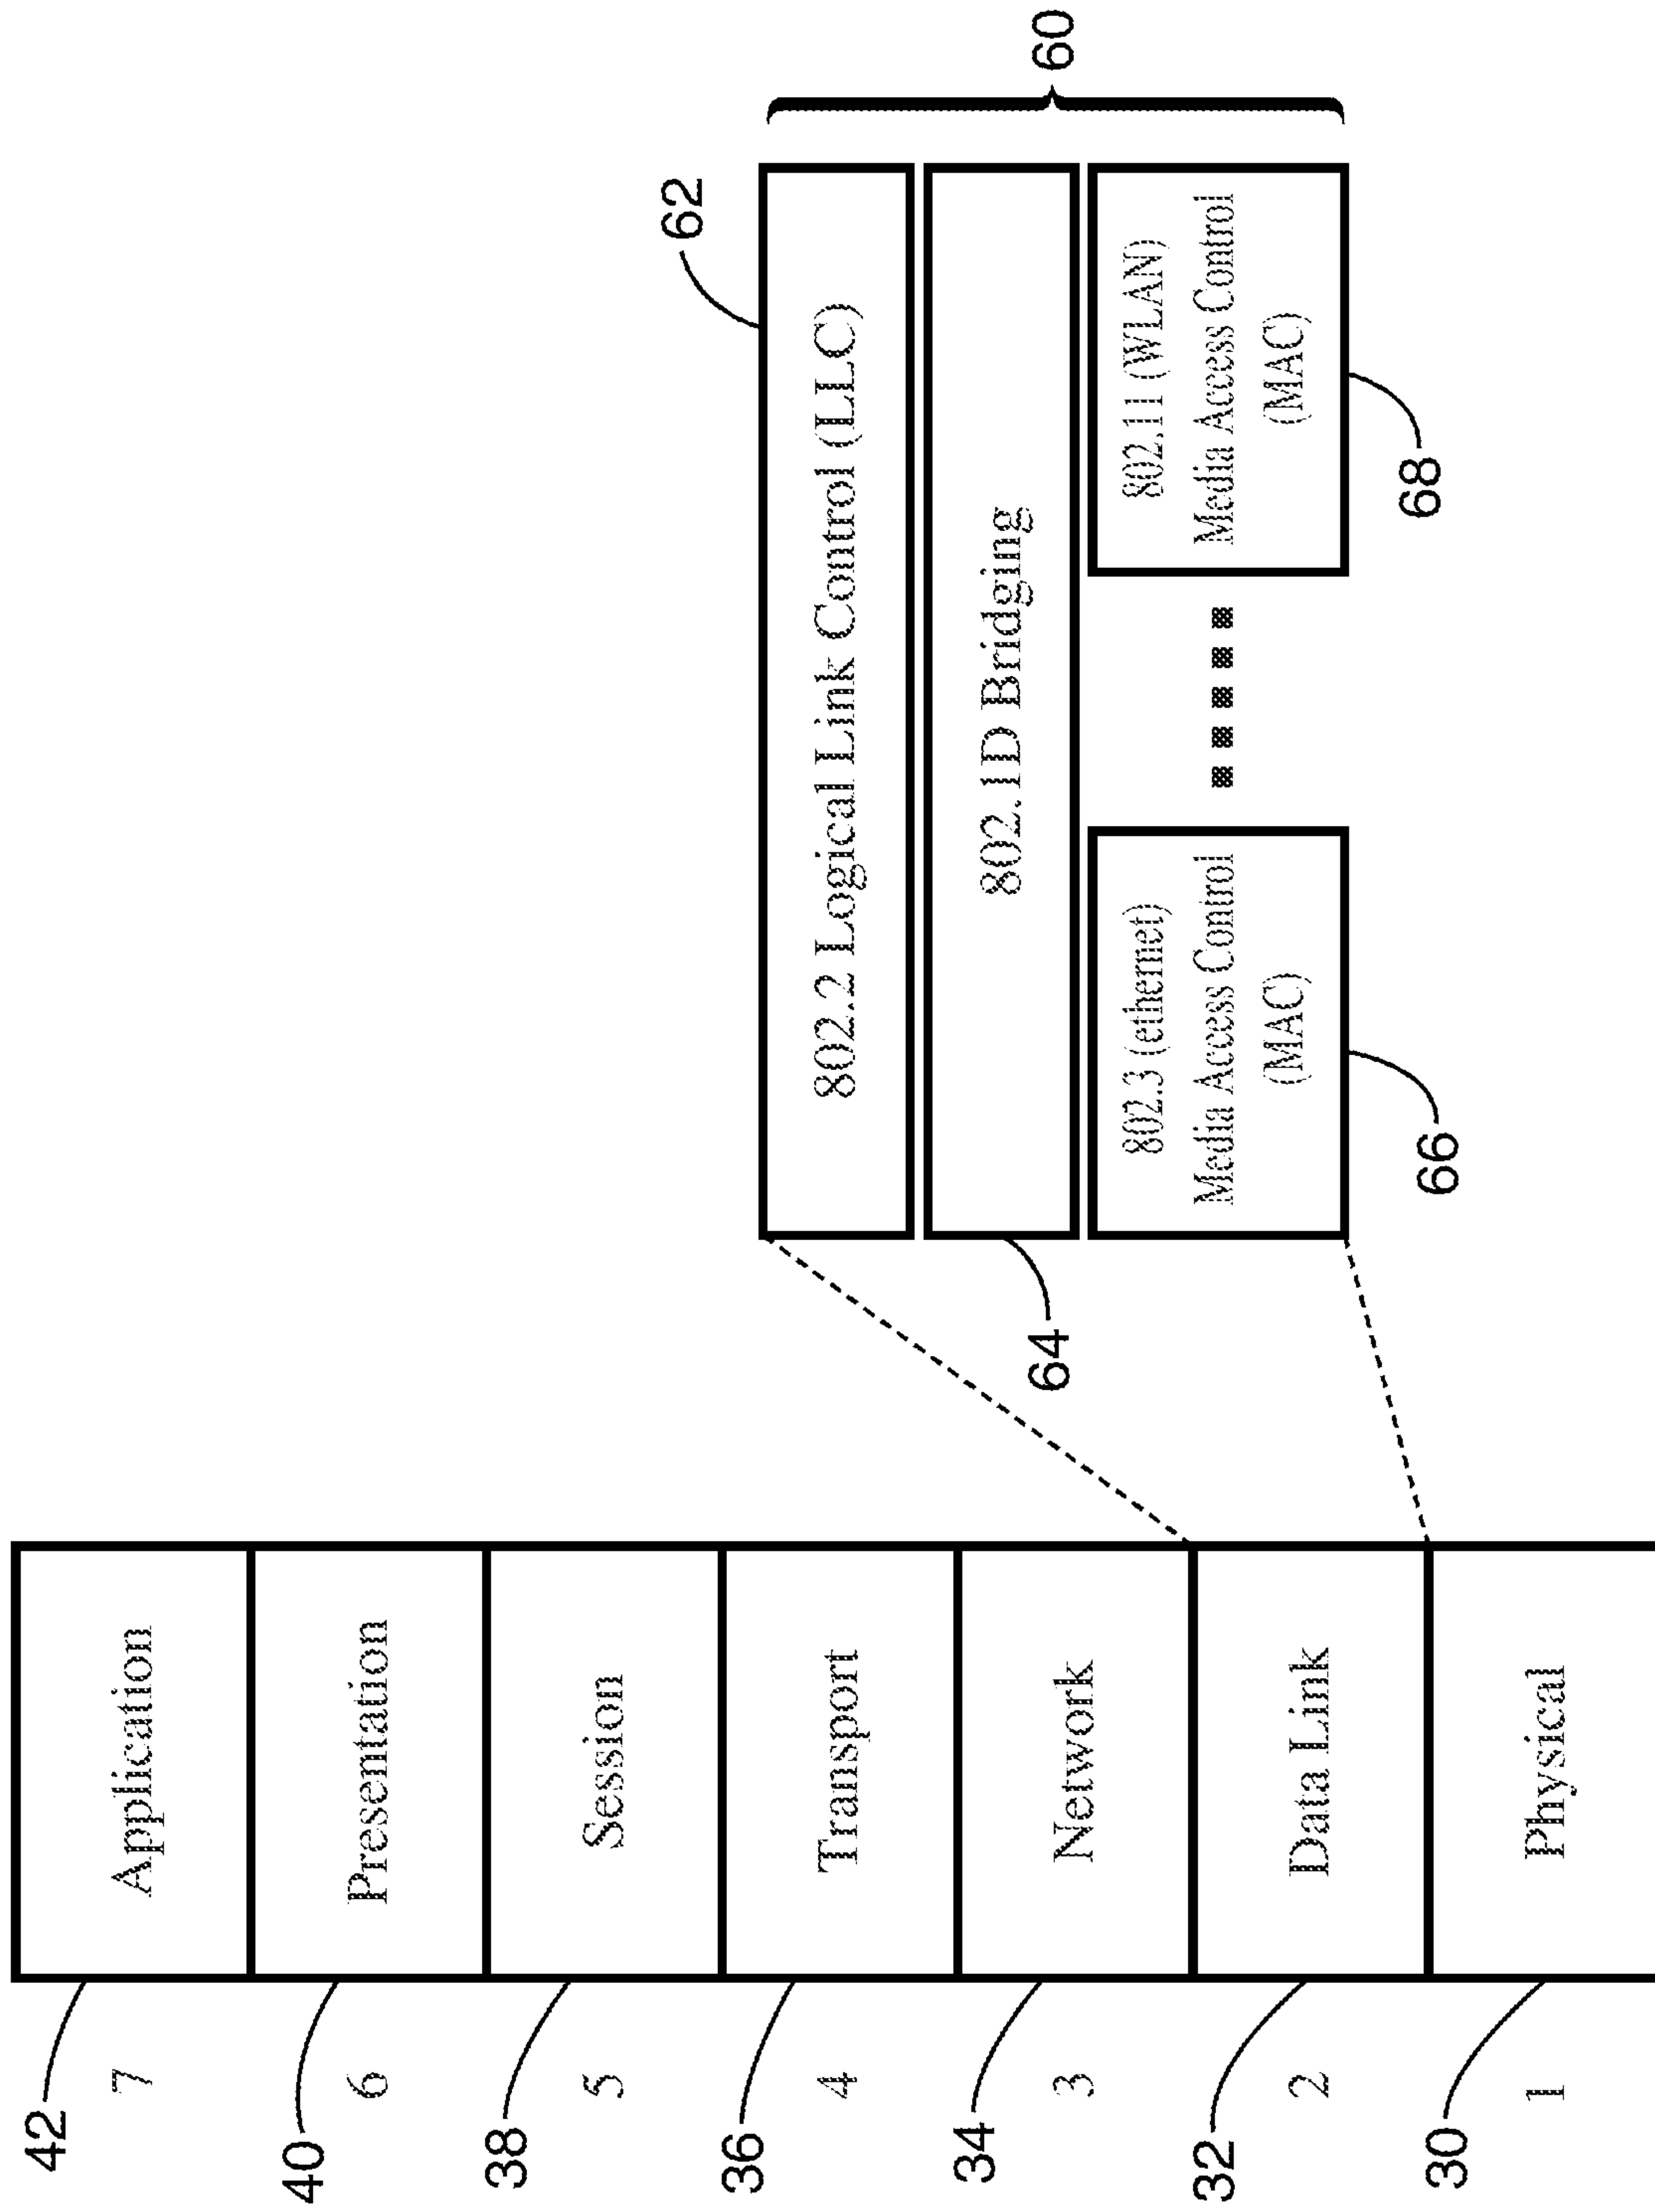 42
7
Application
40
6
Presentation
38
5
Session
36
4
Transport
34
3
Network
32
2
Data Link
30
1
Physical
62
802.2 Logical Link Control (LLC)
64
802.1D Bridging
60
802.3 (ethernet)
Media Access Control
(MAC)
66
802.11 (WLAN)
Media Access Control
(MAC)
68